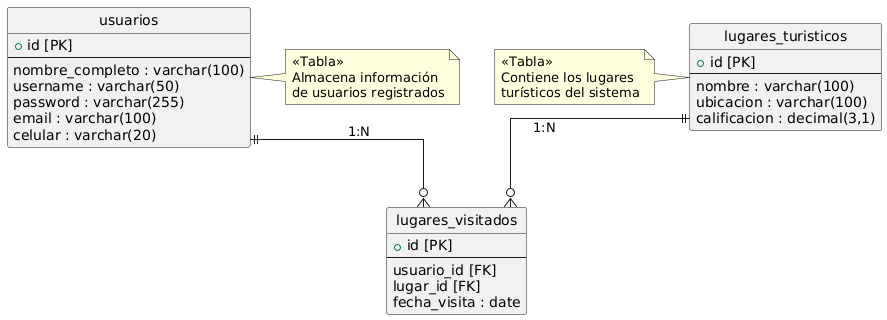 usuarios
id [PK]
nombre_completo : varchar(100)
username : varchar(50)
password : varchar(255)
email : varchar(100)
celular : varchar(20)
«Tabla»
Almacena información
de usuarios registrados
«Tabla»
Contiene los lugares
turísticos del sistema
lugares_turisticos
id [PK]
nombre : varchar(100)
ubicacion : varchar(100)
calificacion : decimal(3,1)
1:N
1:N
lugares_visitados
id [PK]
usuario_id [FK]
lugar_id [FK]
fecha_visita : date